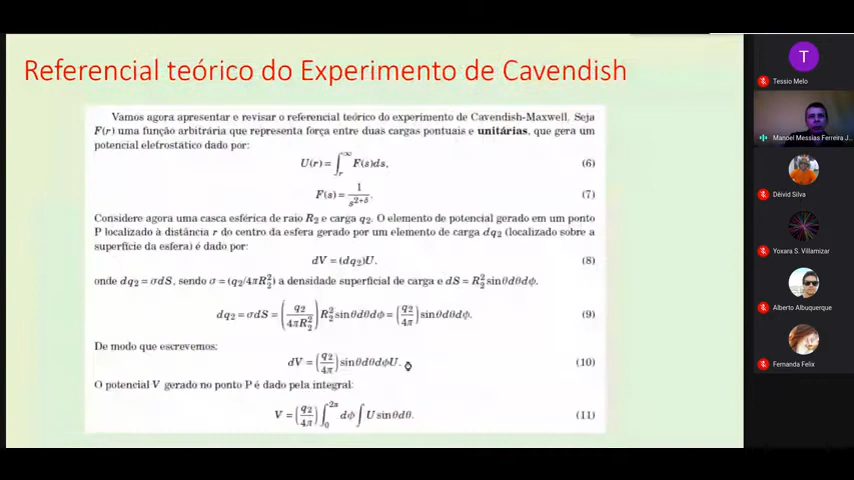 Referencial teórico do Experimento de Cavendish
Vamos agora apresentar e revisar o referencial teórico do experimento de Cavendish-Maxwell. Seja
F(r) uma função arbitrária que representa força entre duas cargas pontuais e unitárias, que gera um
potencial eletrostático dado por:
U(r)=∫_r^∞ F(s)ds, (6)
F(s)=1/s^{2+δ}. (7)
Considere agora uma casca esférica de raio R₂ e carga q₂. O elemento de potencial gerado em um ponto
P localizado à distância r do centro da esfera gerado por um elemento de carga dq₂ (localizado sobre a
superfície da esfera) é dado por:
dV=(dq₂)U. (8)
onde dq₂=σdS, sendo σ=(q₂/4πR₂²) a densidade superficial de carga e dS=R₂²sinθdθdϕ.
dq₂=σdS=(q₂/4πR₂²)R₂²sinθdθdϕ=(q₂/4π)sinθdθdϕ. (9)
De modo que escrevemos:
dV=(q₂/4π)sinθdθdϕU. (10)
O potencial V gerado no ponto P é dado pela integral:
V=(q₂/4π)∫_0^{2π}dϕ∫U sinθdθ. (11)
T
Tessio Melo
Manoel Messias Ferreira J...
Déivid Silva
Yoxara S. Villamizar
Alberto Albuquerque
Fernanda Felix